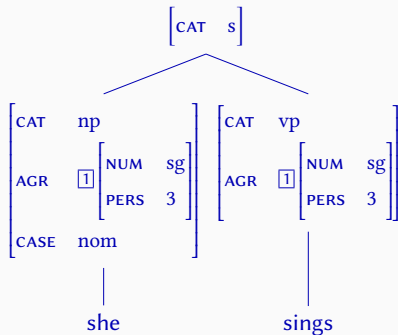 CAT s
CAT np
AGR 1 NUM sg
PERS 3
CASE nom
CAT vp
AGR 1 NUM sg
PERS 3
she
sings